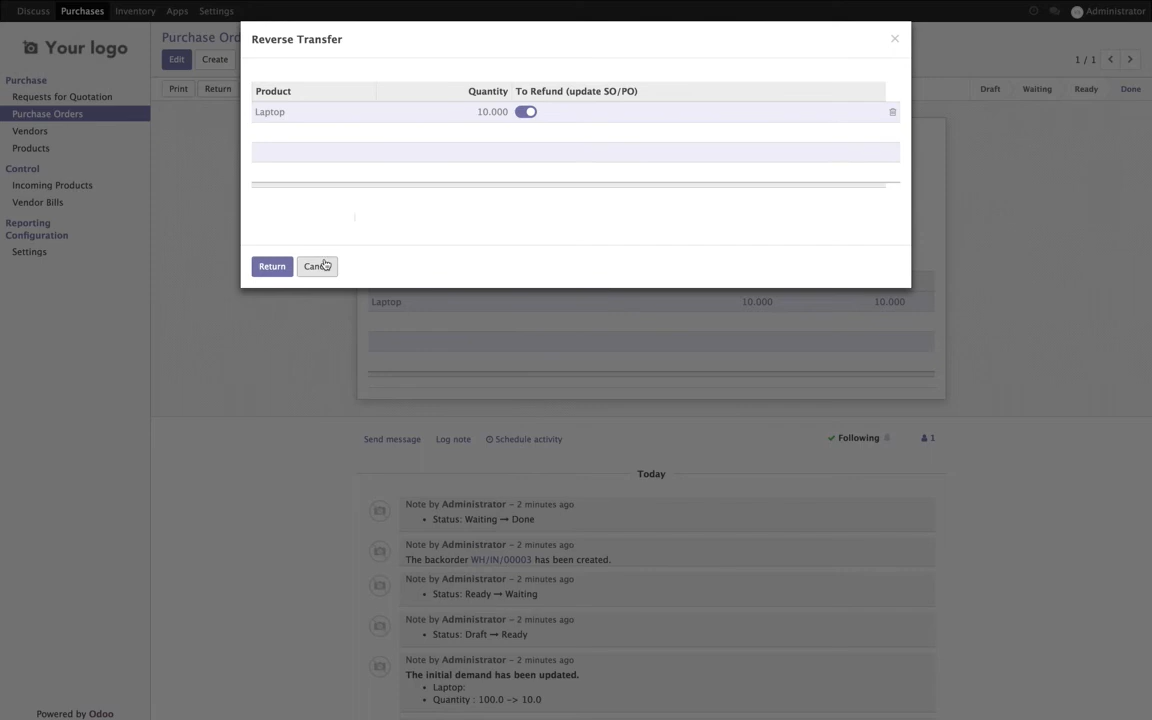 Discuss Purchases Inventory Apps Settings Administrator
Your logo
Purchase Ord
Edit Create
1 / 1
Purchase
Requests for Quotation
Purchase Orders
Vendors
Products
Control
Incoming Products
Vendor Bills
Reporting
Configuration
Settings
Print Return
Draft Waiting Ready Done
Reverse Transfer
×
Product Quantity To Refund (update SO/PO)
Laptop 10.000
Return
Laptop 10.000 10.000
Send message Log note Schedule activity
Following 1
Today
Note by Administrator – 2 minutes ago
• Status: Waiting → Done
Note by Administrator – 2 minutes ago
The backorder WH/IN/00003 has been created.
Note by Administrator – 2 minutes ago
• Status: Ready → Waiting
Note by Administrator – 2 minutes ago
• Status: Draft → Ready
Note by Administrator – 2 minutes ago
The initial demand has been updated.
• Laptop:
• Quantity : 100.0 -> 10.0
Powered by Odoo